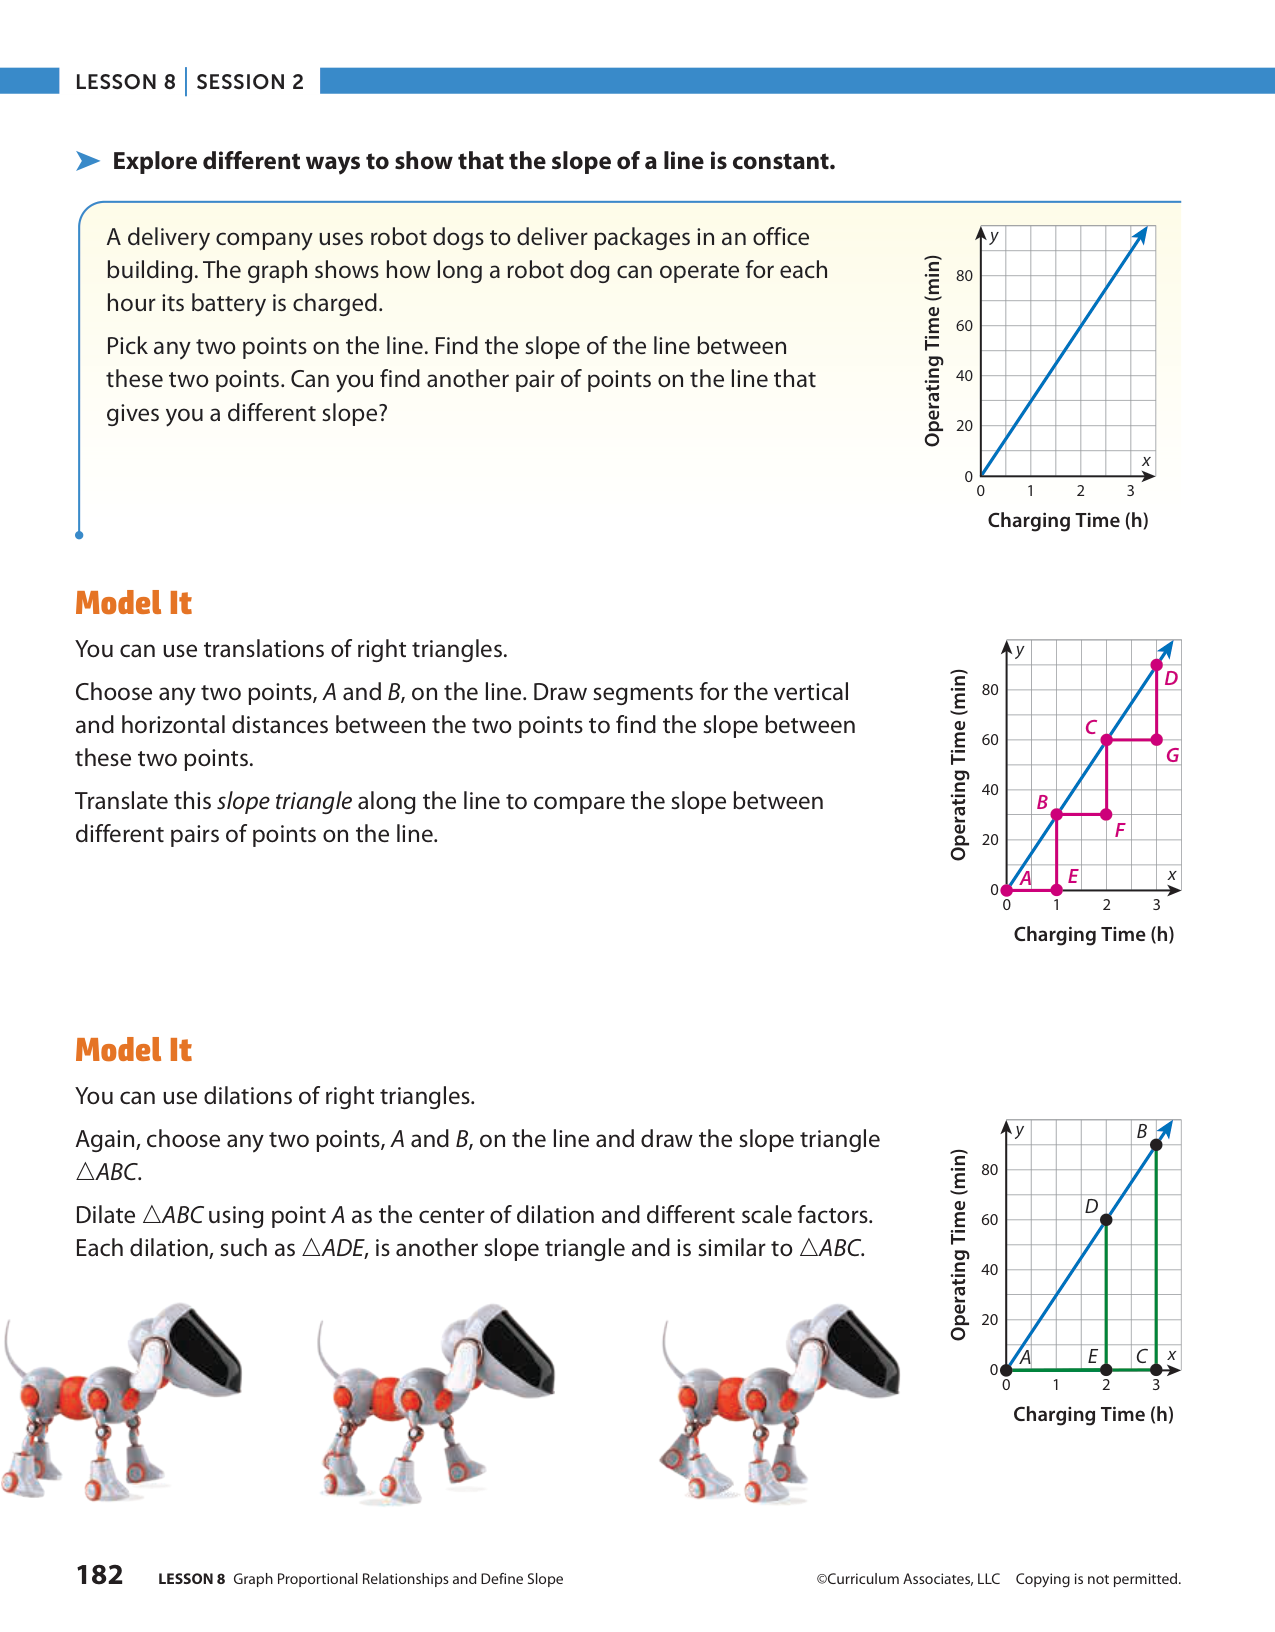 LESSON 8 | SESSION 2
➤ Explore different ways to show that the slope of a line is constant.
A delivery company uses robot dogs to deliver packages in an office
building. The graph shows how long a robot dog can operate for each
hour its battery is charged.
Pick any two points on the line. Find the slope of the line between
these two points. Can you find another pair of points on the line that
gives you a different slope?
y
Operating Time (min)
80
60
40
20
0
x
0 1 2 3
Charging Time (h)
Model It
You can use translations of right triangles.
Choose any two points, A and B, on the line. Draw segments for the vertical
and horizontal distances between the two points to find the slope between
these two points.
Translate this slope triangle along the line to compare the slope between
different pairs of points on the line.
y
Operating Time (min)
D
80
C
60
G
40
B
F
20
A E x
0
0 1 2 3
Charging Time (h)
Model It
You can use dilations of right triangles.
Again, choose any two points, A and B, on the line and draw the slope triangle
△ABC.
Dilate △ABC using point A as the center of dilation and different scale factors.
Each dilation, such as △ADE, is another slope triangle and is similar to △ABC.
y B
Operating Time (min)
80
D
60
40
20
A E C x
0
0 1 2 3
Charging Time (h)
182 LESSON 8 Graph Proportional Relationships and Define Slope
©Curriculum Associates, LLC Copying is not permitted.